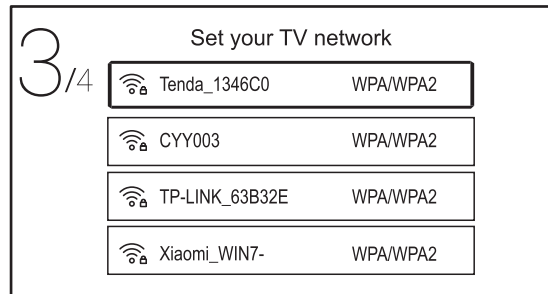 Set your TV network
3/4
Tenda_1346C0 WPA/WPA2
CYY003 WPA/WPA2
TP-LINK_63B32E WPA/WPA2
Xiaomi_WIN7- WPA/WPA2